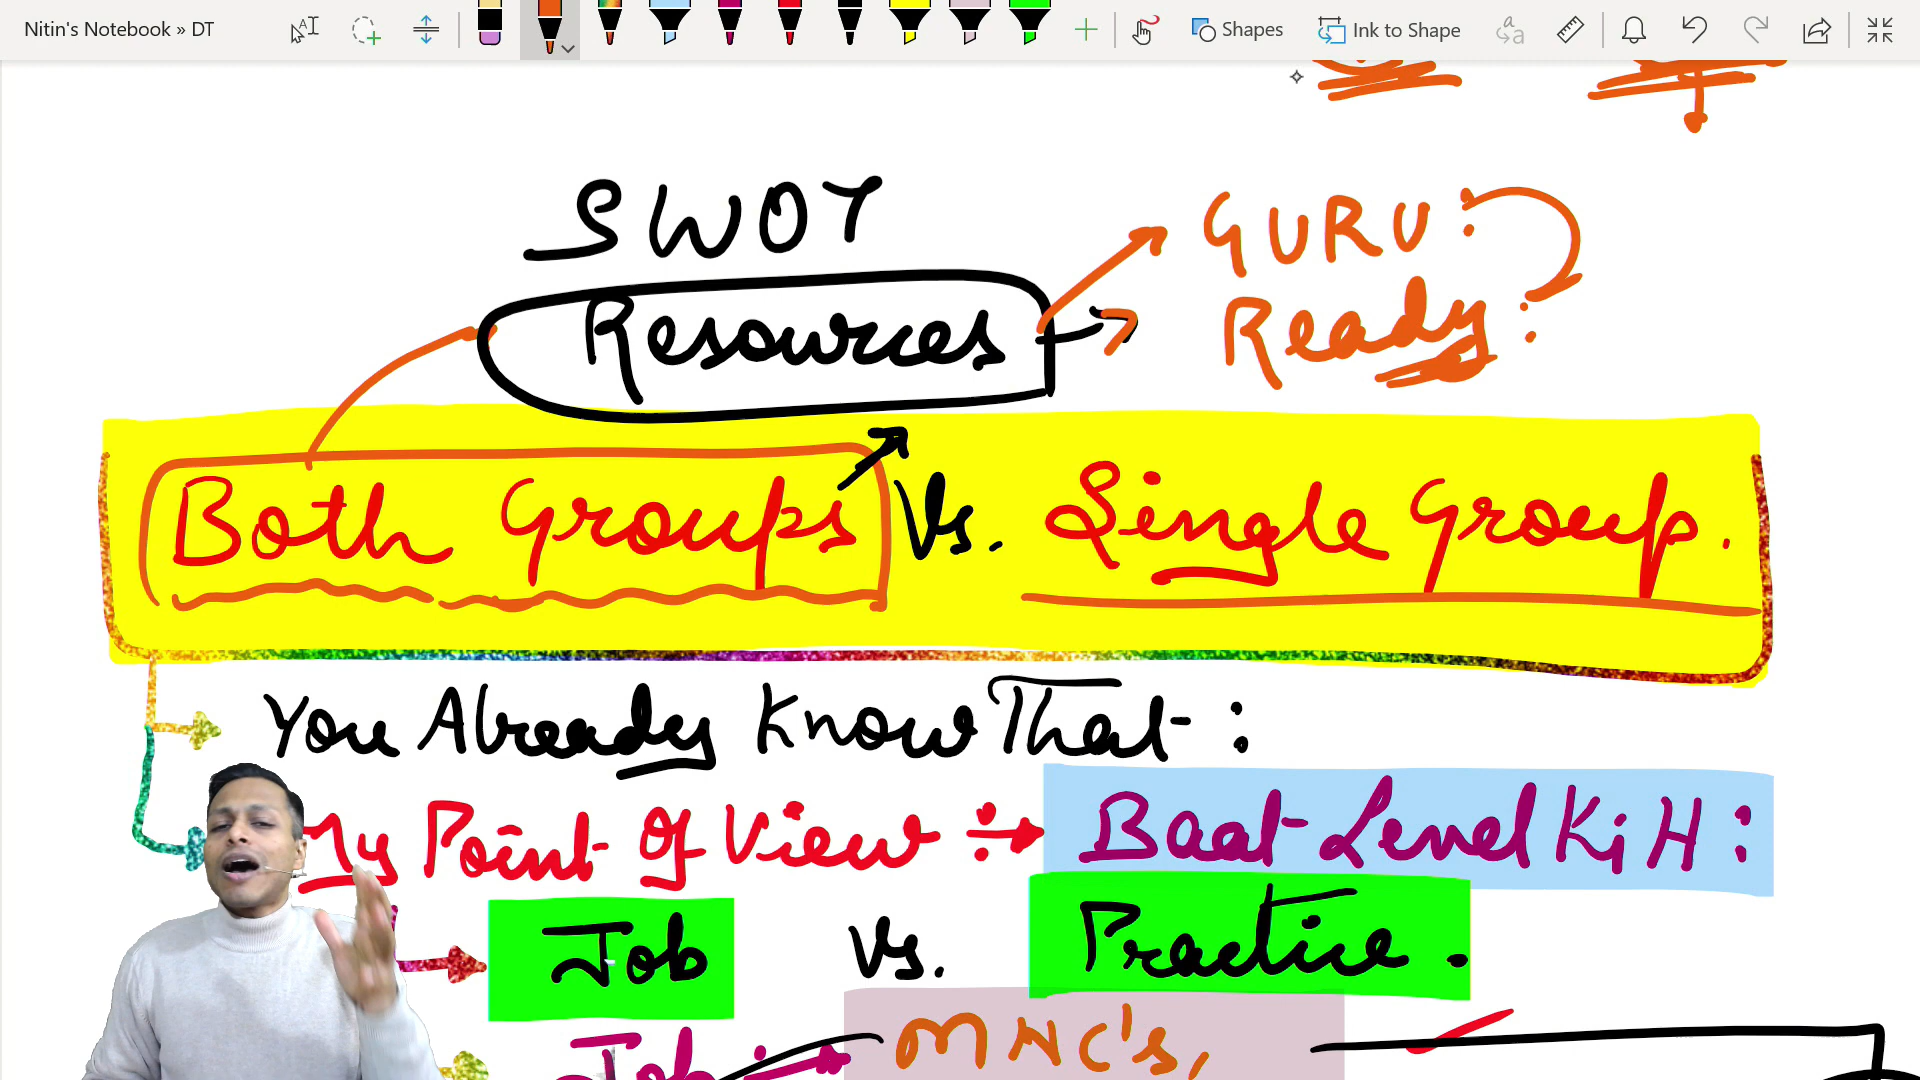 Nitin's Notebook » DT
Shapes
Ink to Shape
SWOT
Resources
GURU:
Ready:
Both Groups Vs. Single Group.
You Already Know That:
My Point Of View ÷
Baat Level Ki H:
Job Vs. Practice.
Job
MNC's,